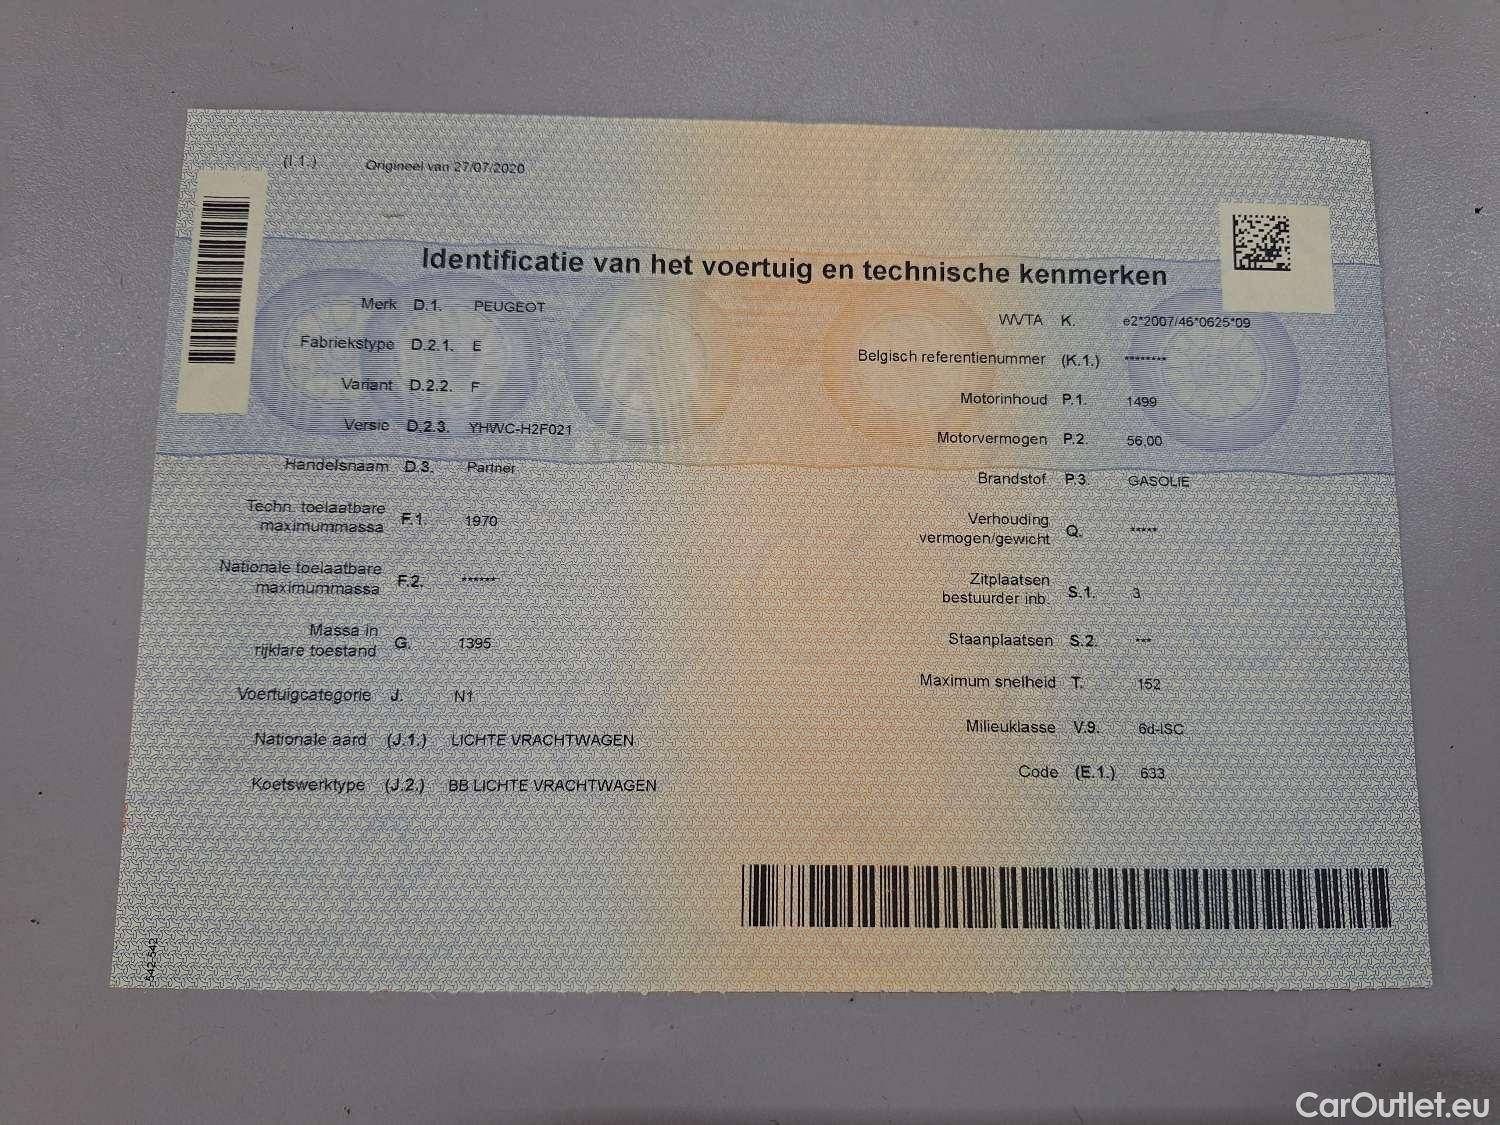 (I.1.) Origineel van 27/07/2020
Identificatie van het voertuig en technische kenmerken
Merk D.1. PEUGEOT
Fabriekstype D.2.1. E
Variant D.2.2. F
Versie D.2.3. YHWC-H2F021
Handelsnaam D.3. Partner
Techn. toelaatbare
maximummassa F.1. 1970
Nationale toelaatbare
maximummassa F.2. ******
Massa in
rijklare toestand G. 1395
Voertuigcategorie J. N1
Nationale aard (J.1.) LICHTE VRACHTWAGEN
Koetswerktype (J.2.) BB LICHTE VRACHTWAGEN
WVTA K. e2*2007/46*0625*09
Belgisch referentienummer (K.1.) ********
Motorinhoud P.1. 1499
Motorvermogen P.2. 56,00
Brandstof P.3. GASOLIE
Verhouding
vermogen/gewicht Q. *****
Zitplaatsen
bestuurder inb. S.1. 3
Staanplaatsen S.2. ***
Maximum snelheid T. 152
Milieuklasse V.9. 6d-ISC
Code (E.1.) 633
542-542
CarOutlet.eu